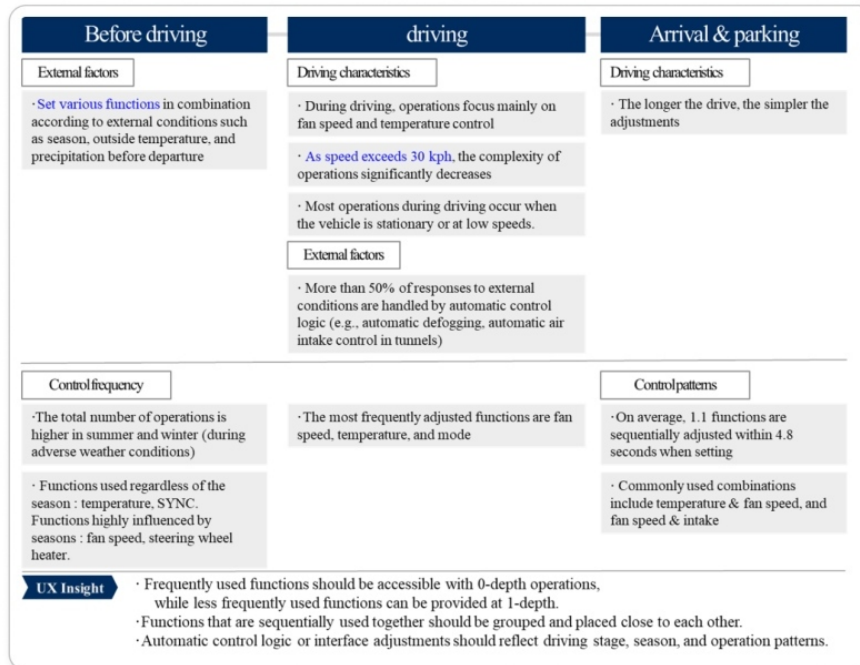 Before driving
External factors
· Set various functions in combination
according to external conditions such
as season, outside temperature, and
precipitation before departure
driving
Driving characteristics
· During driving, operations focus mainly on
fan speed and temperature control
· As speed exceeds 30 kph, the complexity of
operations significantly decreases
· Most operations during driving occur when
the vehicle is stationary or at low speeds.
External factors
· More than 50% of responses to external
conditions are handled by automatic control
logic (e.g., automatic defogging, automatic air
intake control in tunnels)
Arrival & parking
Driving characteristics
· The longer the drive, the simpler the
adjustments
Control frequency
·The total number of operations is
higher in summer and winter (during
adverse weather conditions)
· Functions used regardless of the
season : temperature, SYNC.
Functions highly influenced by
seasons : fan speed, steering wheel
heater.
·The most frequently adjusted functions are fan
speed, temperature, and mode
Control patterns
· On average, 1.1 functions are
sequentially adjusted within 4.8
seconds when setting
· Commonly used combinations
include temperature & fan speed, and
fan speed & intake
UX Insight
· Frequently used functions should be accessible with 0-depth operations,
while less frequently used functions can be provided at 1-depth.
·Functions that are sequentially used together should be grouped and placed close to each other.
· Automatic control logic or interface adjustments should reflect driving stage, season, and operation patterns.